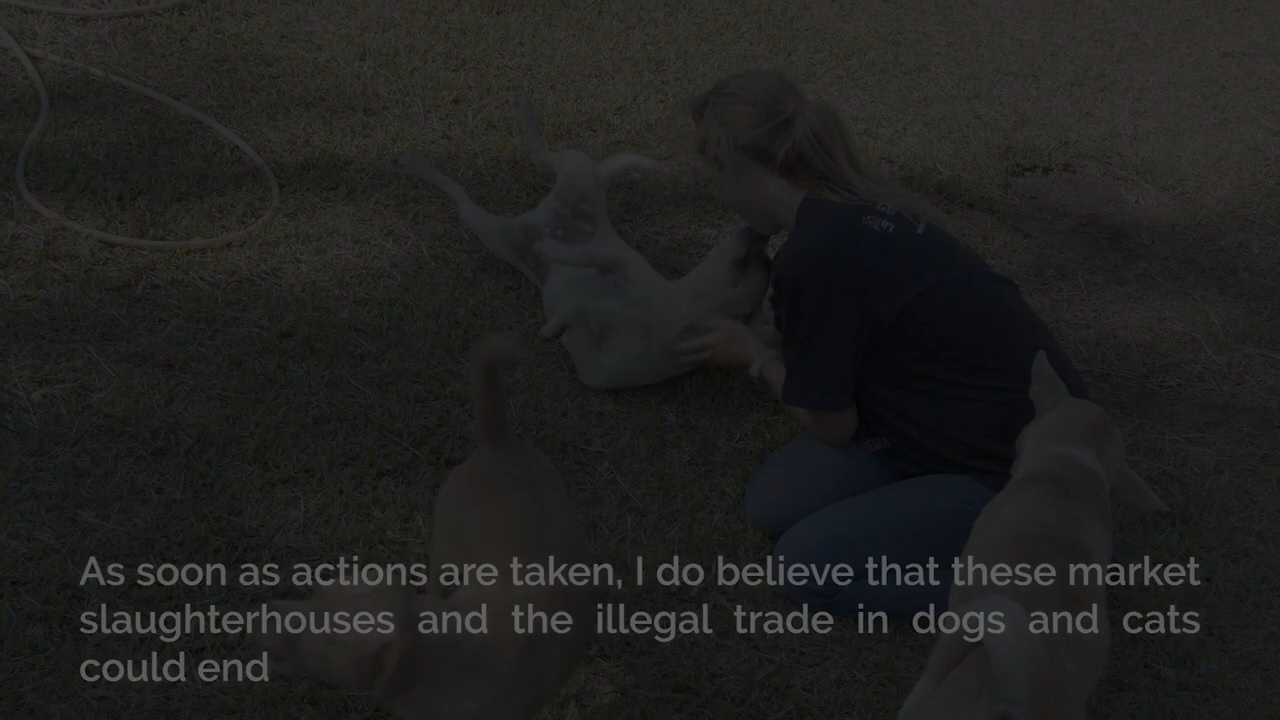 As soon as actions are taken, I do believe that these market
slaughterhouses and the illegal trade in dogs and cats
could end